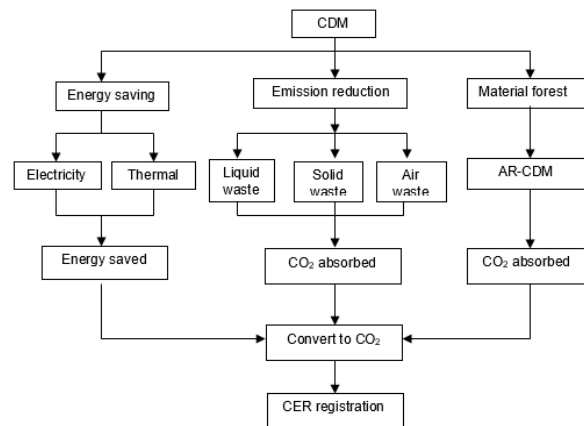 CDM
Energy saving
Emission reduction
Material forest
Electricity
Thermal
Liquid
waste
Solid
waste
Air
waste
AR-CDM
Energy saved
CO₂ absorbed
CO₂ absorbed
Convert to CO₂
CER registration